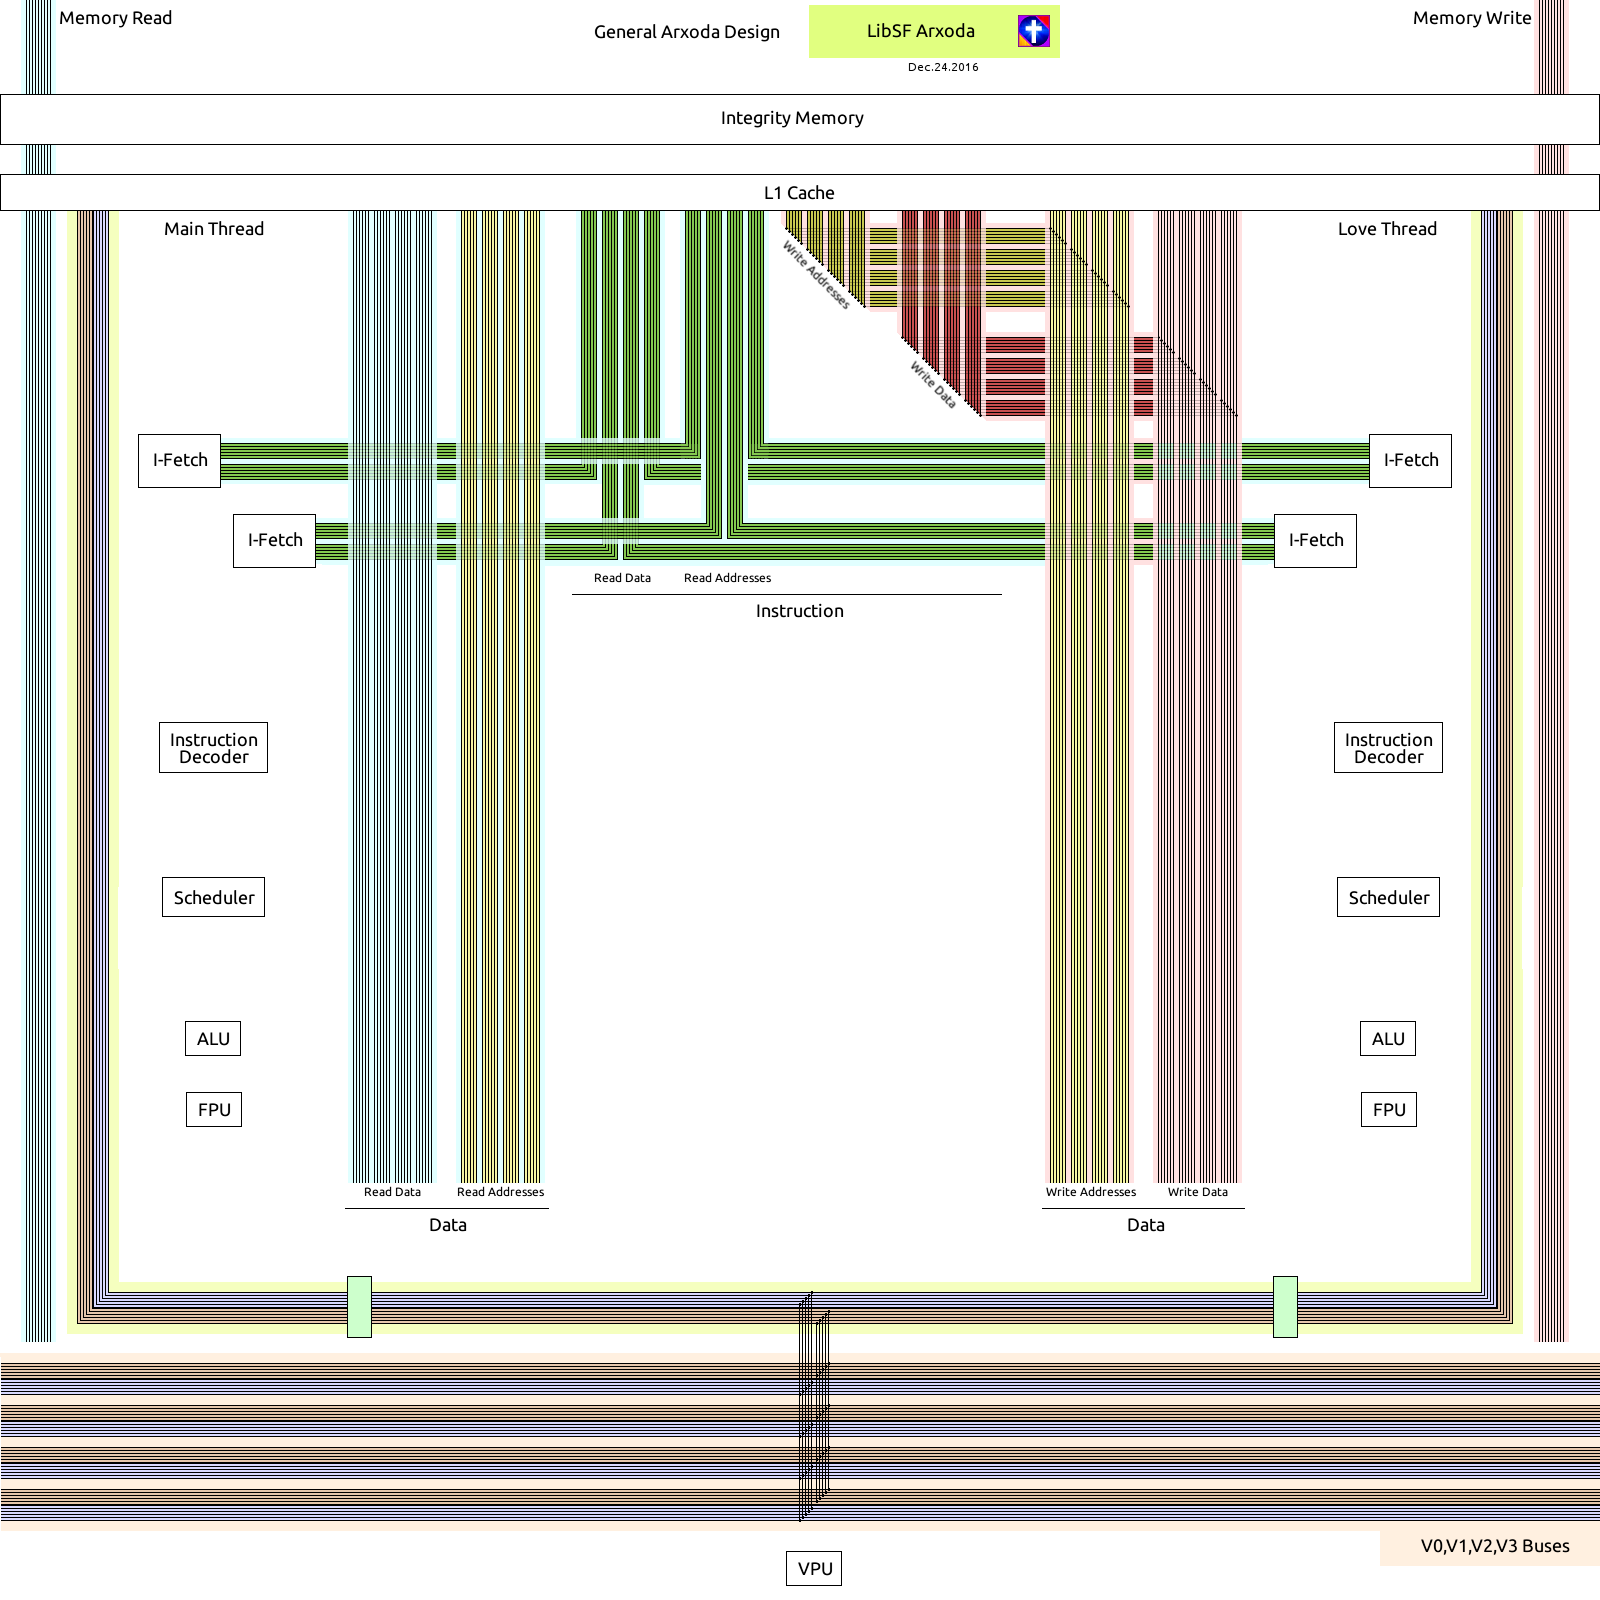 Memory Read
General Arxoda Design
LibSF Arxoda
Memory Write
Dec.24.2016
Integrity Memory
L1 Cache
Main Thread
Love Thread
Write Addresses
Write Data
I-Fetch
I-Fetch
I-Fetch
I-Fetch
Read Data
Read Addresses
Instruction
Instruction
Decoder
Instruction
Decoder
Scheduler
Scheduler
ALU
ALU
FPU
FPU
Read Data
Read Addresses
Write Addresses
Write Data
Data
Data
V0,V1,V2,V3 Buses
VPU